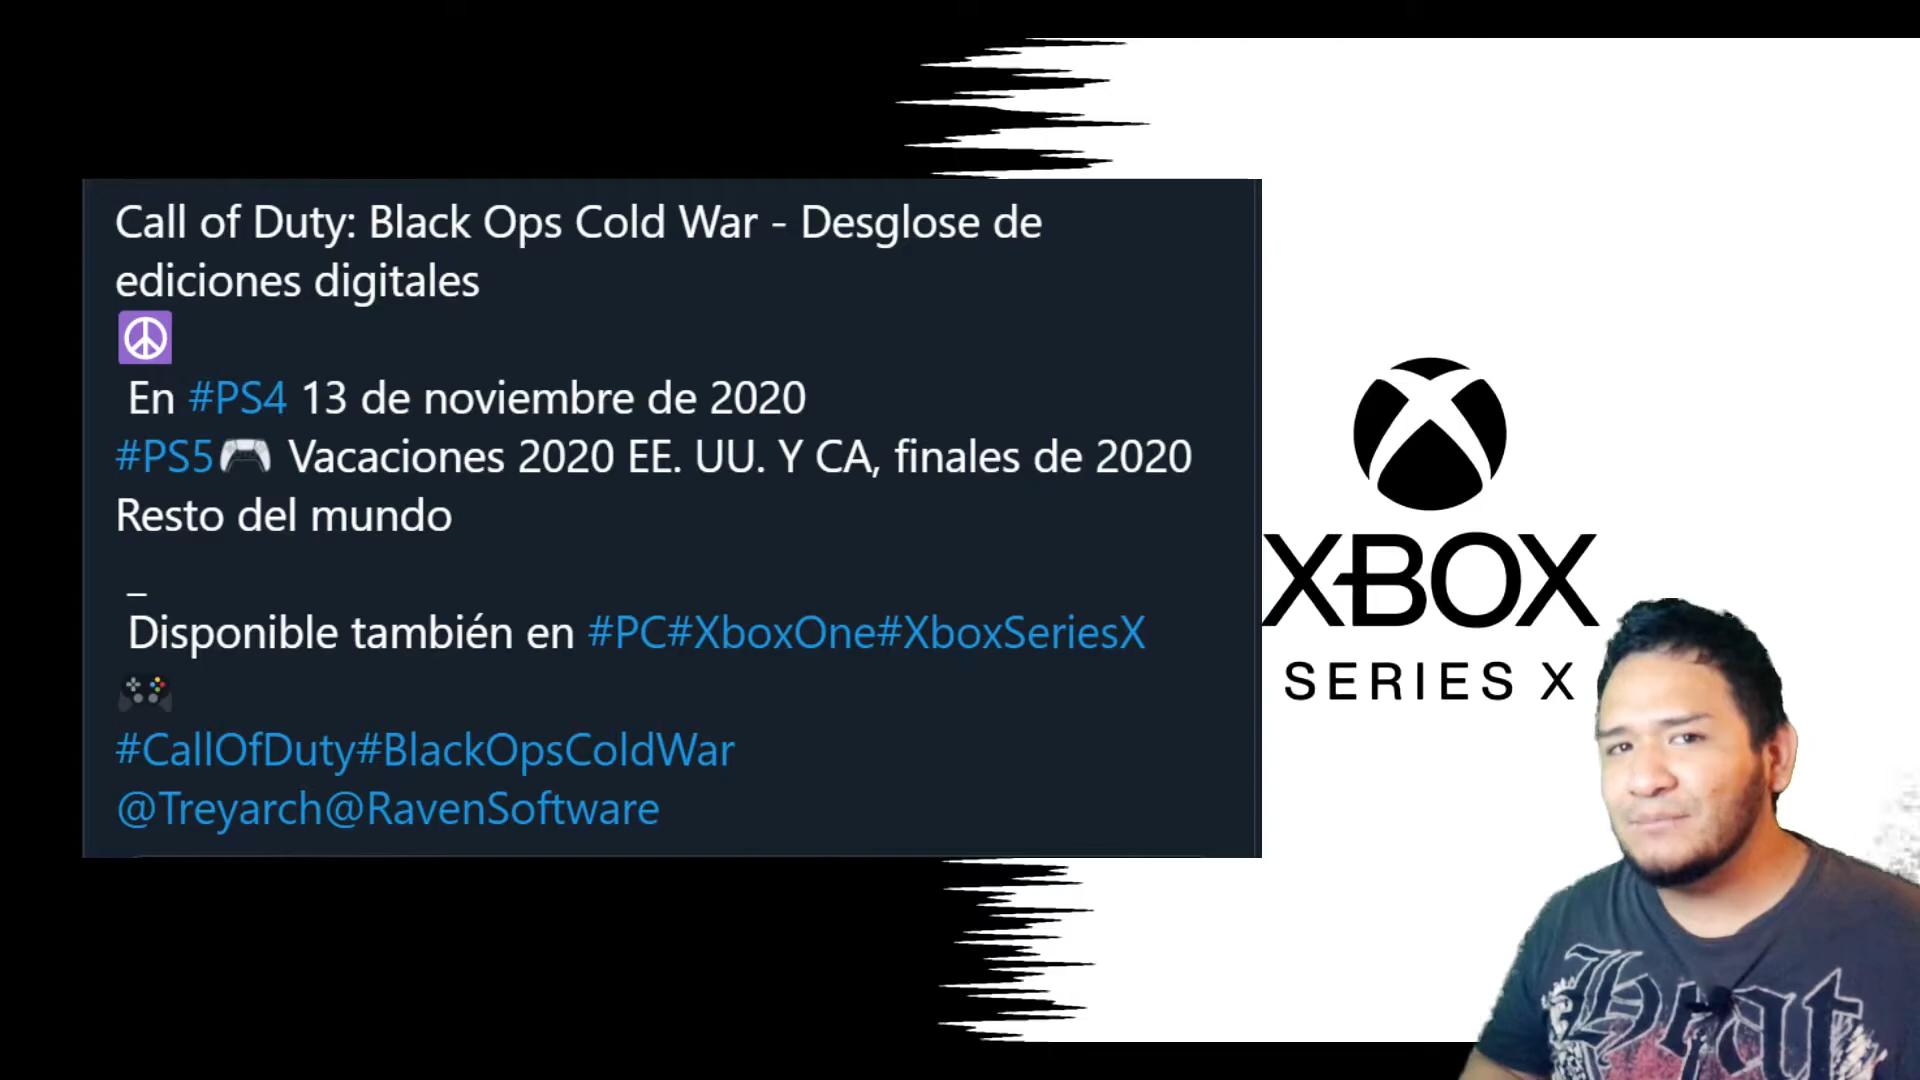 Call of Duty: Black Ops Cold War - Desglose de
ediciones digitales
En #PS4 13 de noviembre de 2020
#PS5🎮 Vacaciones 2020 EE. UU. Y CA, finales de 2020
Resto del mundo
_
Disponible también en #PC#XboxOne#XboxSeriesX
#CallOfDuty#BlackOpsColdWar
@Treyarch@RavenSoftware
XBOX
SERIES X